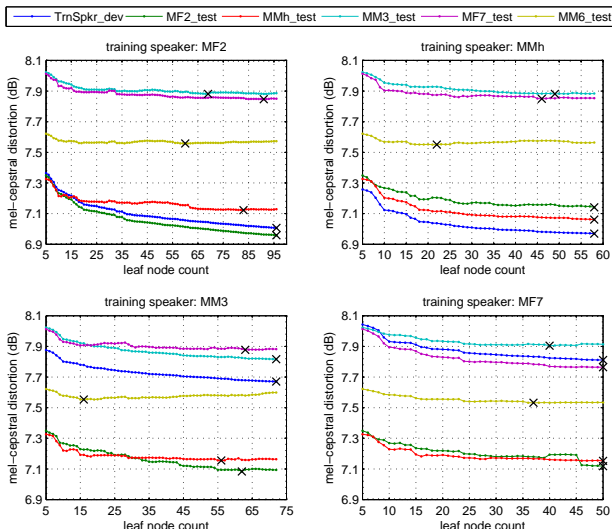 TrnSpkr_dev MF2_test MMh_test MM3_test MF7_test MM6_test
training speaker: MF2
8.1
7.9
7.7
7.5
7.3
7.1
6.9
mel-cepstral distortion (dB)
5 15 25 35 45 55 65 75 85 95
leaf node count
training speaker: MMh
8.1
7.9
7.7
7.5
7.3
7.1
6.9
mel-cepstral distortion (dB)
5 10 15 20 25 30 35 40 45 50 55 60
leaf node count
training speaker: MM3
8.1
7.9
7.7
7.5
7.3
7.1
6.9
mel-cepstral distortion (dB)
5 15 25 35 45 55 65 75
leaf node count
training speaker: MF7
8.1
7.9
7.7
7.5
7.3
7.1
6.9
mel-cepstral distortion (dB)
5 10 15 20 25 30 35 40 45 50
leaf node count